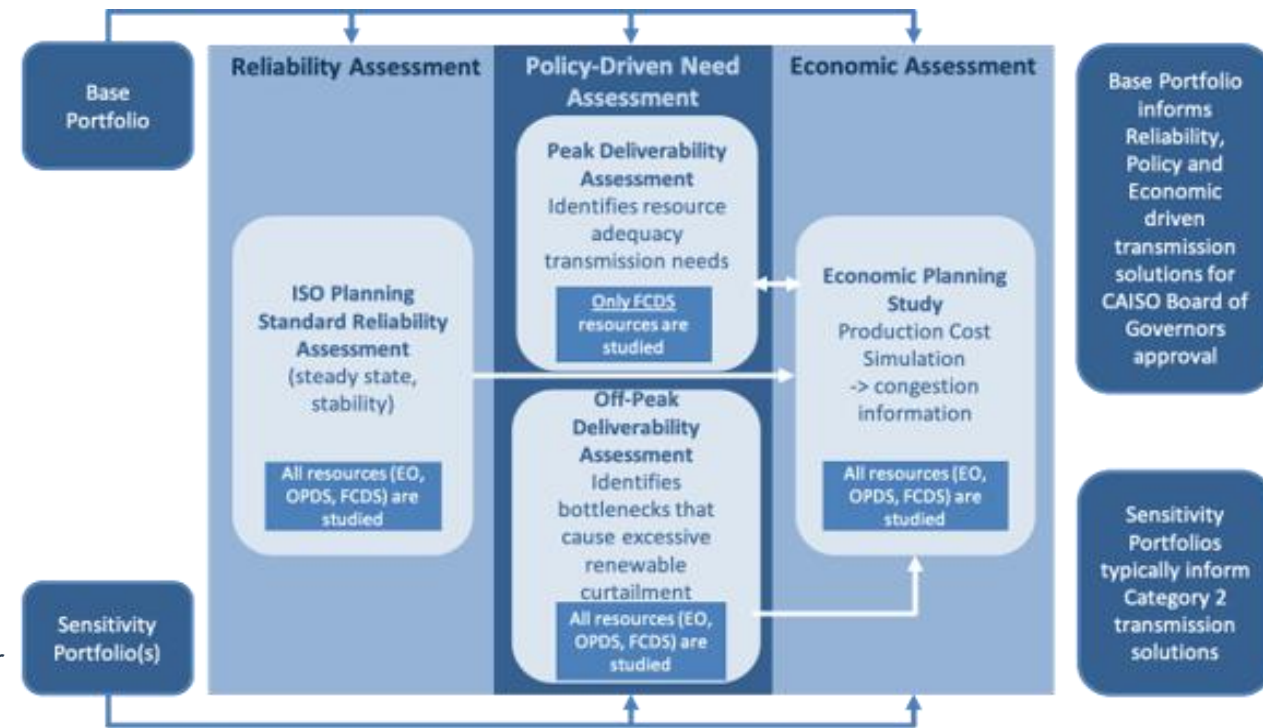 Base
Portfolio
Reliability Assessment
Policy-Driven Need
Assessment
Economic Assessment
Peak Deliverability
Assessment
Identifies resource
adequacy
transmission needs
Only FCDS
resources are
studied
ISO Planning
Standard Reliability
Assessment
(steady state,
stability)
All resources (EO,
OPDS, FCDS) are
studied
Off-Peak
Deliverability
Assessment
Identifies
bottlenecks that
cause excessive
renewable
curtailment
All resources (EO,
OPDS, FCDS) are
studied
Economic Planning
Study
Production Cost
Simulation
-> congestion
information
All resources (EO,
OPDS, FCDS) are
studied
Base Portfolio
informs
Reliability,
Policy and
Economic
driven
transmission
solutions for
CAISO Board of
Governors
approval
Sensitivity
Portfolio(s)
Sensitivity
Portfolios
typically inform
Category 2
transmission
solutions